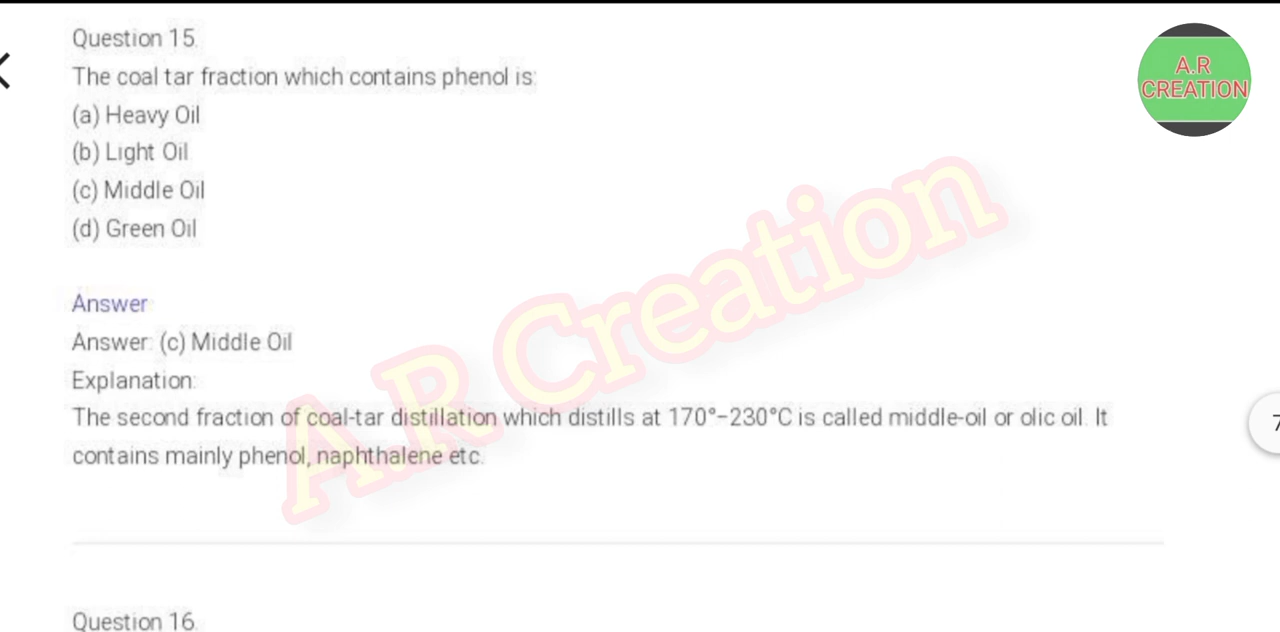 Question 15.
The coal tar fraction which contains phenol is:
(a) Heavy Oil
(b) Light Oil
(c) Middle Oil
(d) Green Oil
A.R
CREATION
Answer
Answer: (c) Middle Oil
Explanation:
The second fraction of coal-tar distillation which distills at 170°–230°C is called middle-oil or olic oil. It
contains mainly phenol, naphthalene etc.
A.R Creation
7
Question 16.